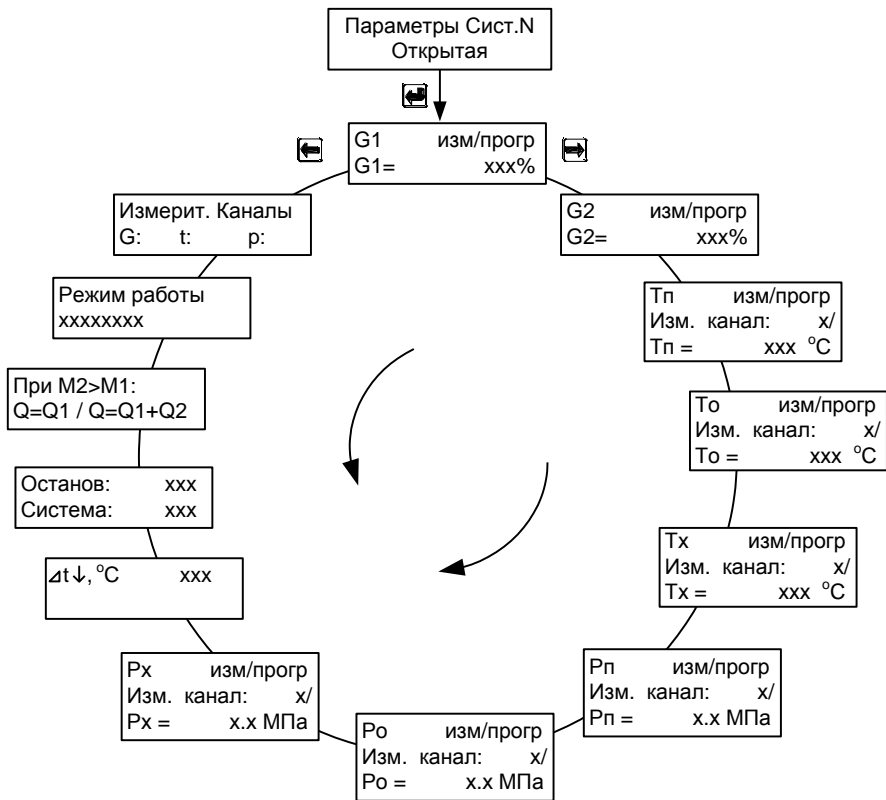 Параметры Сист.N
Открытая
G1 изм/прогр
G1= xxx%
G2 изм/прогр
G2= xxx%
Тп изм/прогр
Изм. канал: x/
Тп = xxx °C
То изм/прогр
Изм. канал: x/
То = xxx °C
Тх изм/прогр
Изм. канал: x/
Тх = xxx °C
Рп изм/прогр
Изм. канал: x/
Рп = x.x МПа
Ро изм/прогр
Изм. канал: x/
Ро = x.x МПа
Рх изм/прогр
Изм. канал: x/
Рх = x.x МПа
⊿t↓, °C xxx
Останов: xxx
Система: xxx
При М2>М1:
Q=Q1 / Q=Q1+Q2
Режим работы
xxxxxxxx
Измерит. Каналы
G: t: p: